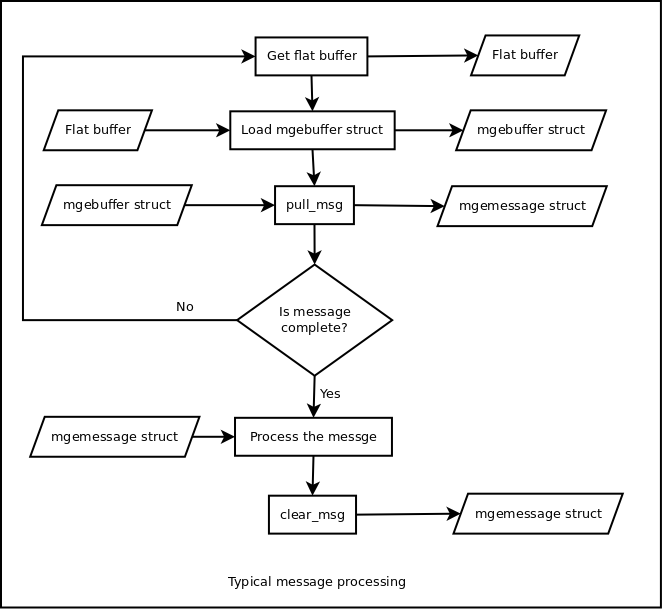 Get flat buffer
Flat buffer
Flat buffer
Load mgebuffer struct
mgebuffer struct
mgebuffer struct
pull_msg
mgemessage struct
No
Is message
complete?
Yes
mgemessage struct
Process the messge
clear_msg
mgemessage struct
Typical message processing